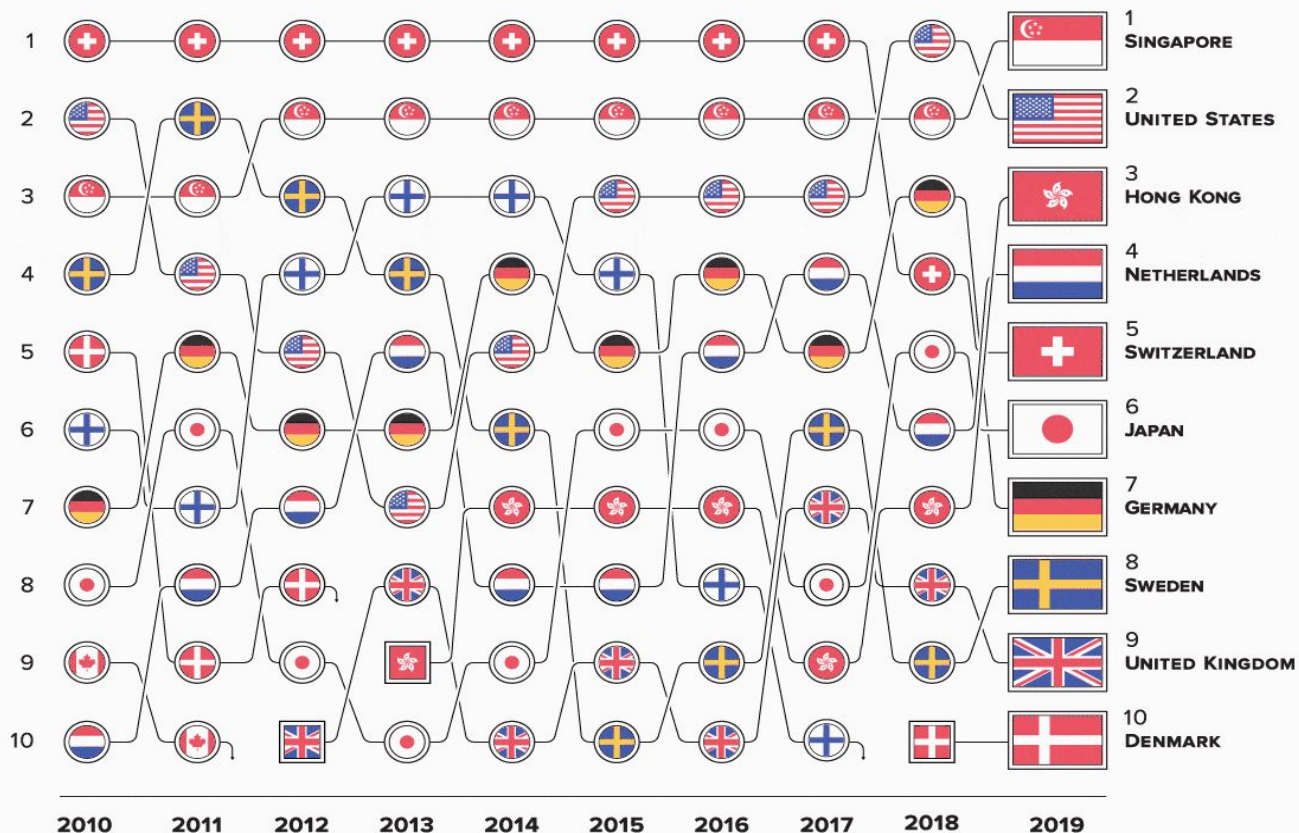 1
2
3
4
5
6
7
8
9
10
1
SINGAPORE
2
UNITED STATES
3
HONG KONG
4
NETHERLANDS
5
SWITZERLAND
6
JAPAN
7
GERMANY
8
SWEDEN
9
UNITED KINGDOM
10
DENMARK
2010 2011 2012 2013 2014 2015 2016 2017 2018 2019